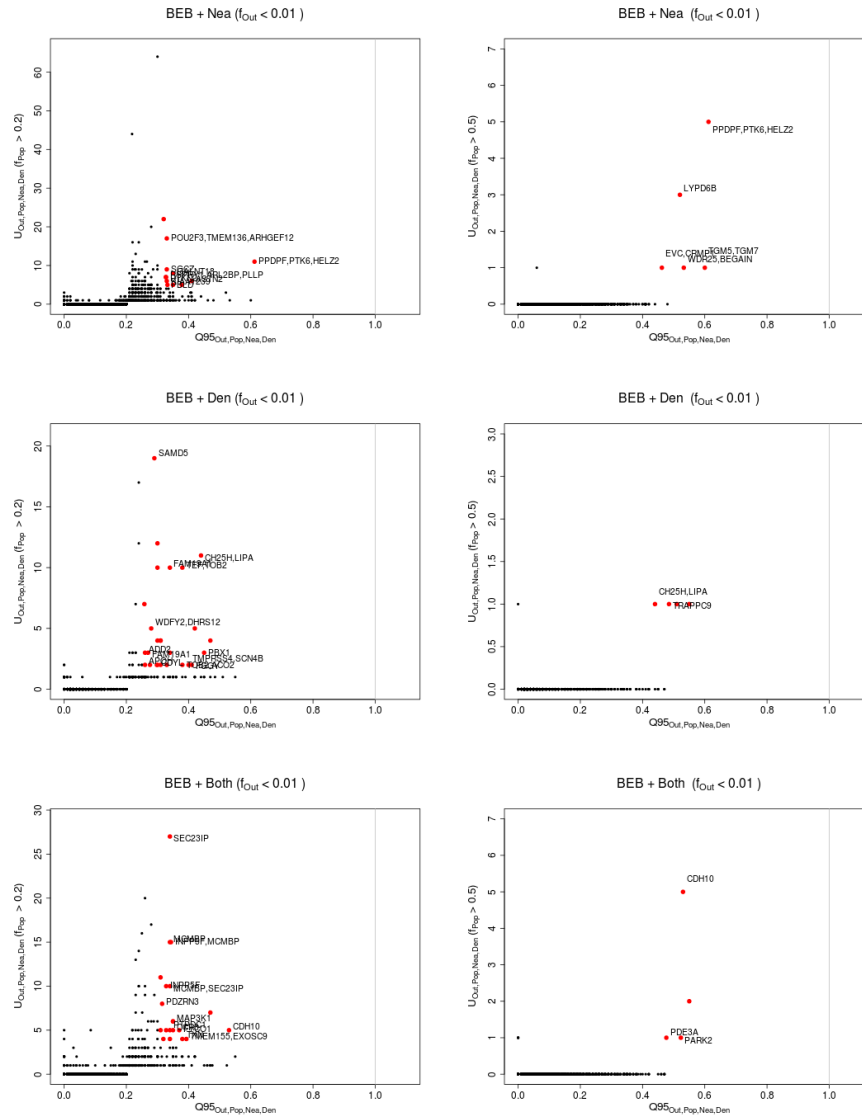 BEB + Nea (fOut < 0.01 )
UOut,Pop,Nea,Den (fPop > 0.2)
60
50
40
30
20
10
0
POU2F3,TMEM136,ARHGEF12
PPDPF,PTK6,HELZ2
0.0 0.2 0.4 0.6 0.8 1.0
Q95Out,Pop,Nea,Den
BEB + Nea (fOut < 0.01 )
UOut,Pop,Nea,Den (fPop > 0.5)
7
6
5
4
3
2
1
0
PPDPF,PTK6,HELZ2
LYPD6B
TGM5,TGM7
EVC,CRMP1
WDR25,BEGAIN
0.0 0.2 0.4 0.6 0.8 1.0
Q95Out,Pop,Nea,Den
BEB + Den (fOut < 0.01 )
UOut,Pop,Nea,Den (fPop > 0.2)
20
15
10
5
0
SAMD5
CH25H,LIPA
FAM19A1
TEF,TOB2
WDFY2,DHRS12
ADD2
PBX1
FAM19A1
TMPRSS4,SCN4B
0.0 0.2 0.4 0.6 0.8 1.0
Q95Out,Pop,Nea,Den
BEB + Den (fOut < 0.01 )
UOut,Pop,Nea,Den (fPop > 0.5)
3.0
2.5
2.0
1.5
1.0
0.5
0.0
CH25H,LIPA
TRAPPC9
0.0 0.2 0.4 0.6 0.8 1.0
Q95Out,Pop,Nea,Den
BEB + Both (fOut < 0.01 )
UOut,Pop,Nea,Den (fPop > 0.2)
30
25
20
15
10
5
0
SEC23IP
MCMBP
INPP5F,MCMBP
INPP5F
MCMBP,SEC23IP
PDZRN3
MAP3K1
CDH10
TMEM155,EXOSC9
0.0 0.2 0.4 0.6 0.8 1.0
Q95Out,Pop,Nea,Den
BEB + Both (fOut < 0.01 )
UOut,Pop,Nea,Den (fPop > 0.5)
7
6
5
4
3
2
1
0
CDH10
PDE3A
PARK2
0.0 0.2 0.4 0.6 0.8 1.0
Q95Out,Pop,Nea,Den